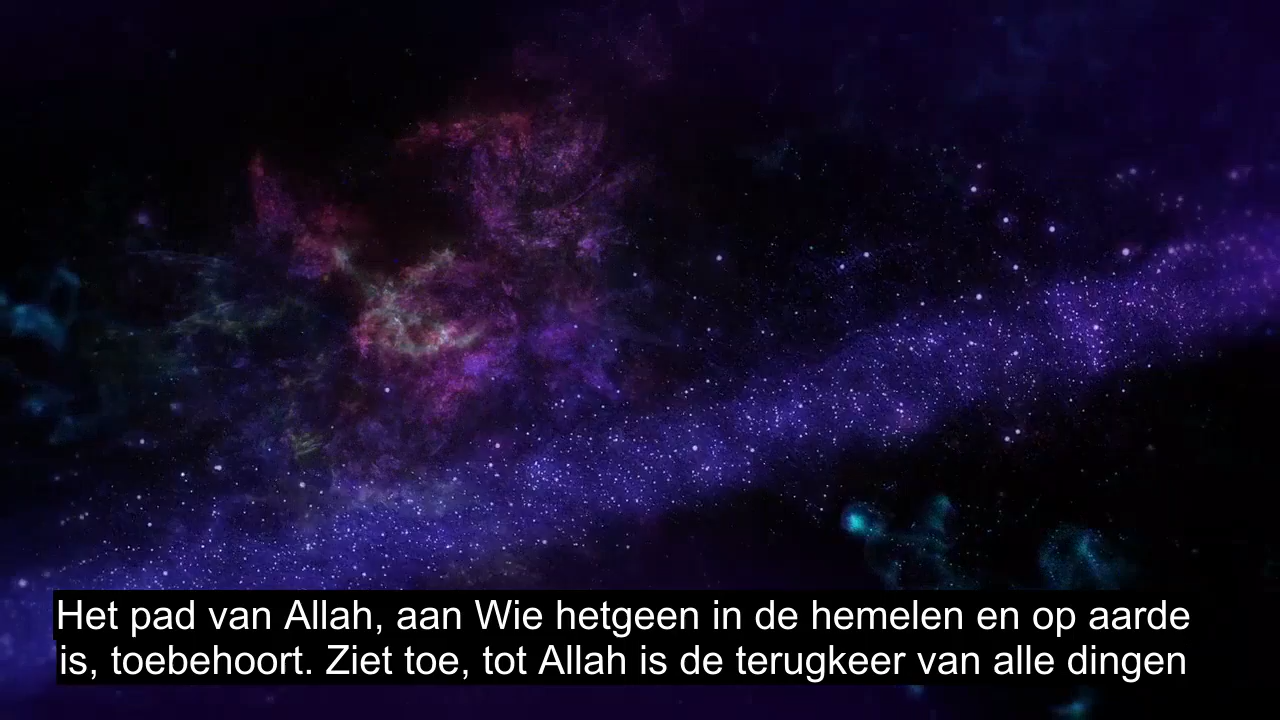 Het pad van Allah, aan Wie hetgeen in de hemelen en op aarde
is, toebehoort. Ziet toe, tot Allah is de terugkeer van alle dingen